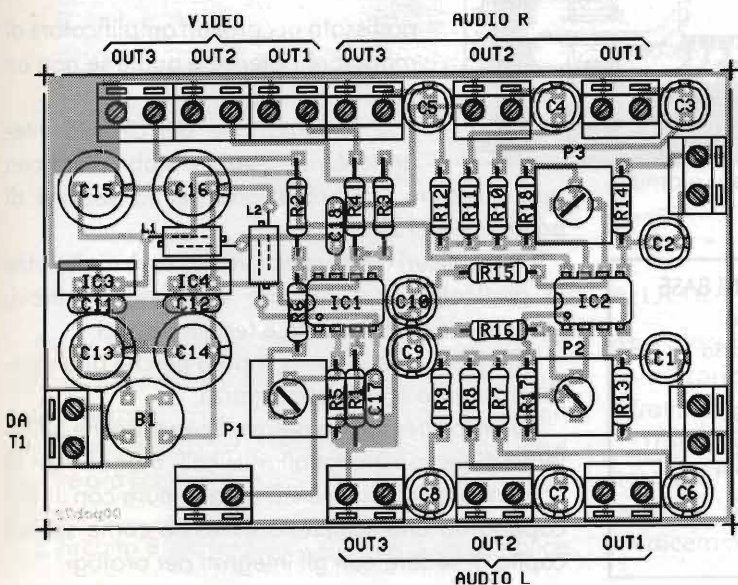 VIDEO AUDIO R
OUT3 OUT2 OUT1 OUT3 OUT2 OUT1
C5 C4 C3
P3
C15 C16 R2 R4 R3 R12 R11 R10 R18 R14
L1 L2 C18 C2
IC3 IC4 R15
C11 C12 R6 IC1 C10 IC2
R16
C13 C14 C9 P2 C1
DA
T1
B1 P1 R5 R1 C17 R9 R8 R7 R17 R13
C8 C7 C6
OUT3 OUT2 OUT1
AUDIO L